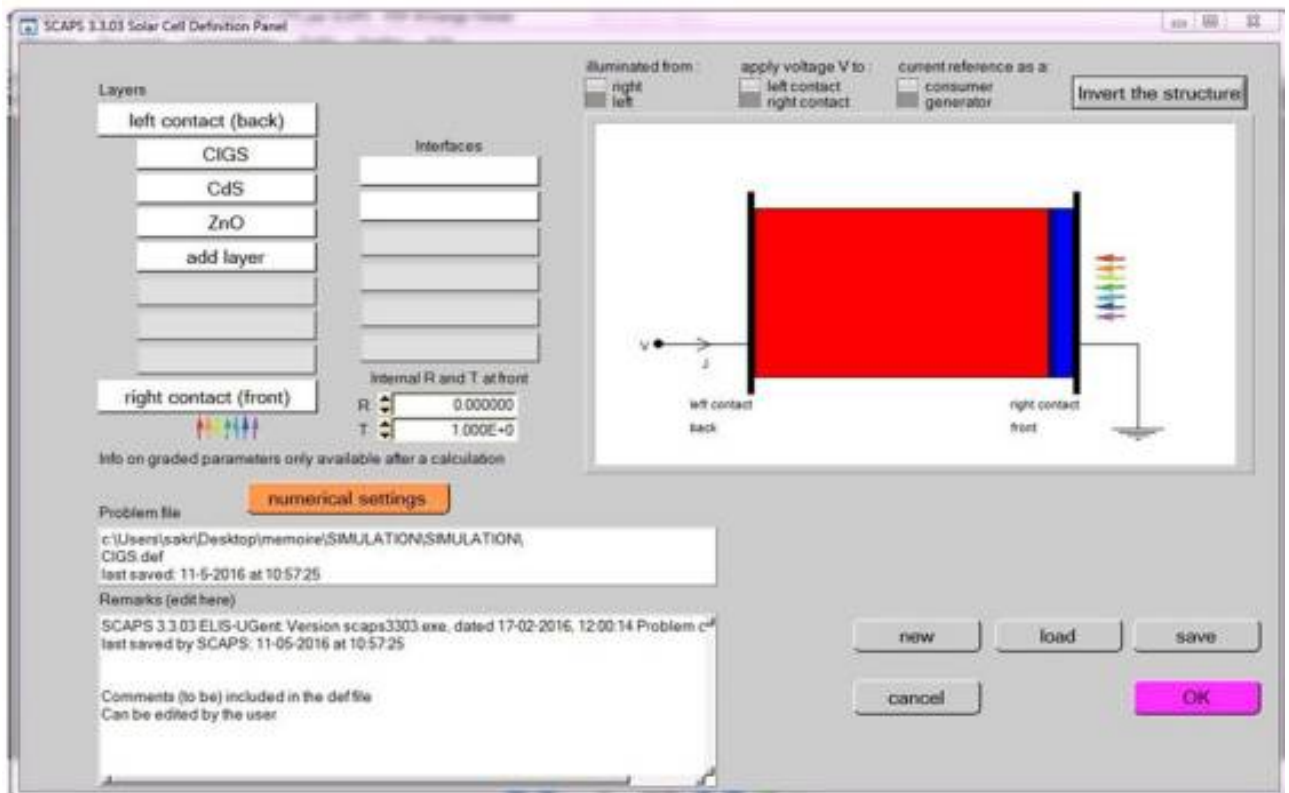 SCAPS 3.3.03 Solar Cell Definition Panel
illuminated from :
right
left
apply voltage V to :
left contact
right contact
current reference as a:
consumer
generator
Invert the structure
Layers
left contact (back)
CIGS
CdS
ZnO
add layer
right contact (front)
Interfaces
Internal R and T at front
R: 0.000000
T: 1.000E+0
V
J
left contact
back
right contact
front
Info on graded parameters only available after a calculation
numerical settings
Problem file
c:\Users\sakr\Desktop\memoire\SIMULATION\SIMULATION\
CIGS.def
last saved: 11-5-2016 at 10:57:25
Remarks (edit here)
SCAPS 3.3.03 ELIS-UGent: Version scaps3303.exe, dated 17-02-2016, 12:00:14 Problem c
last saved by SCAPS: 11-05-2016 at 10:57:25
Comments (to be) included in the def file
Can be edited by the user
new
load
save
cancel
OK